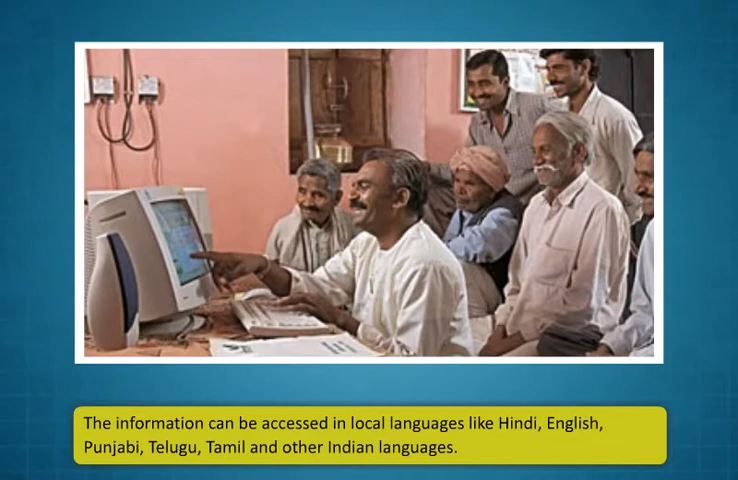 The information can be accessed in local languages like Hindi, English,
Punjabi, Telugu, Tamil and other Indian languages.